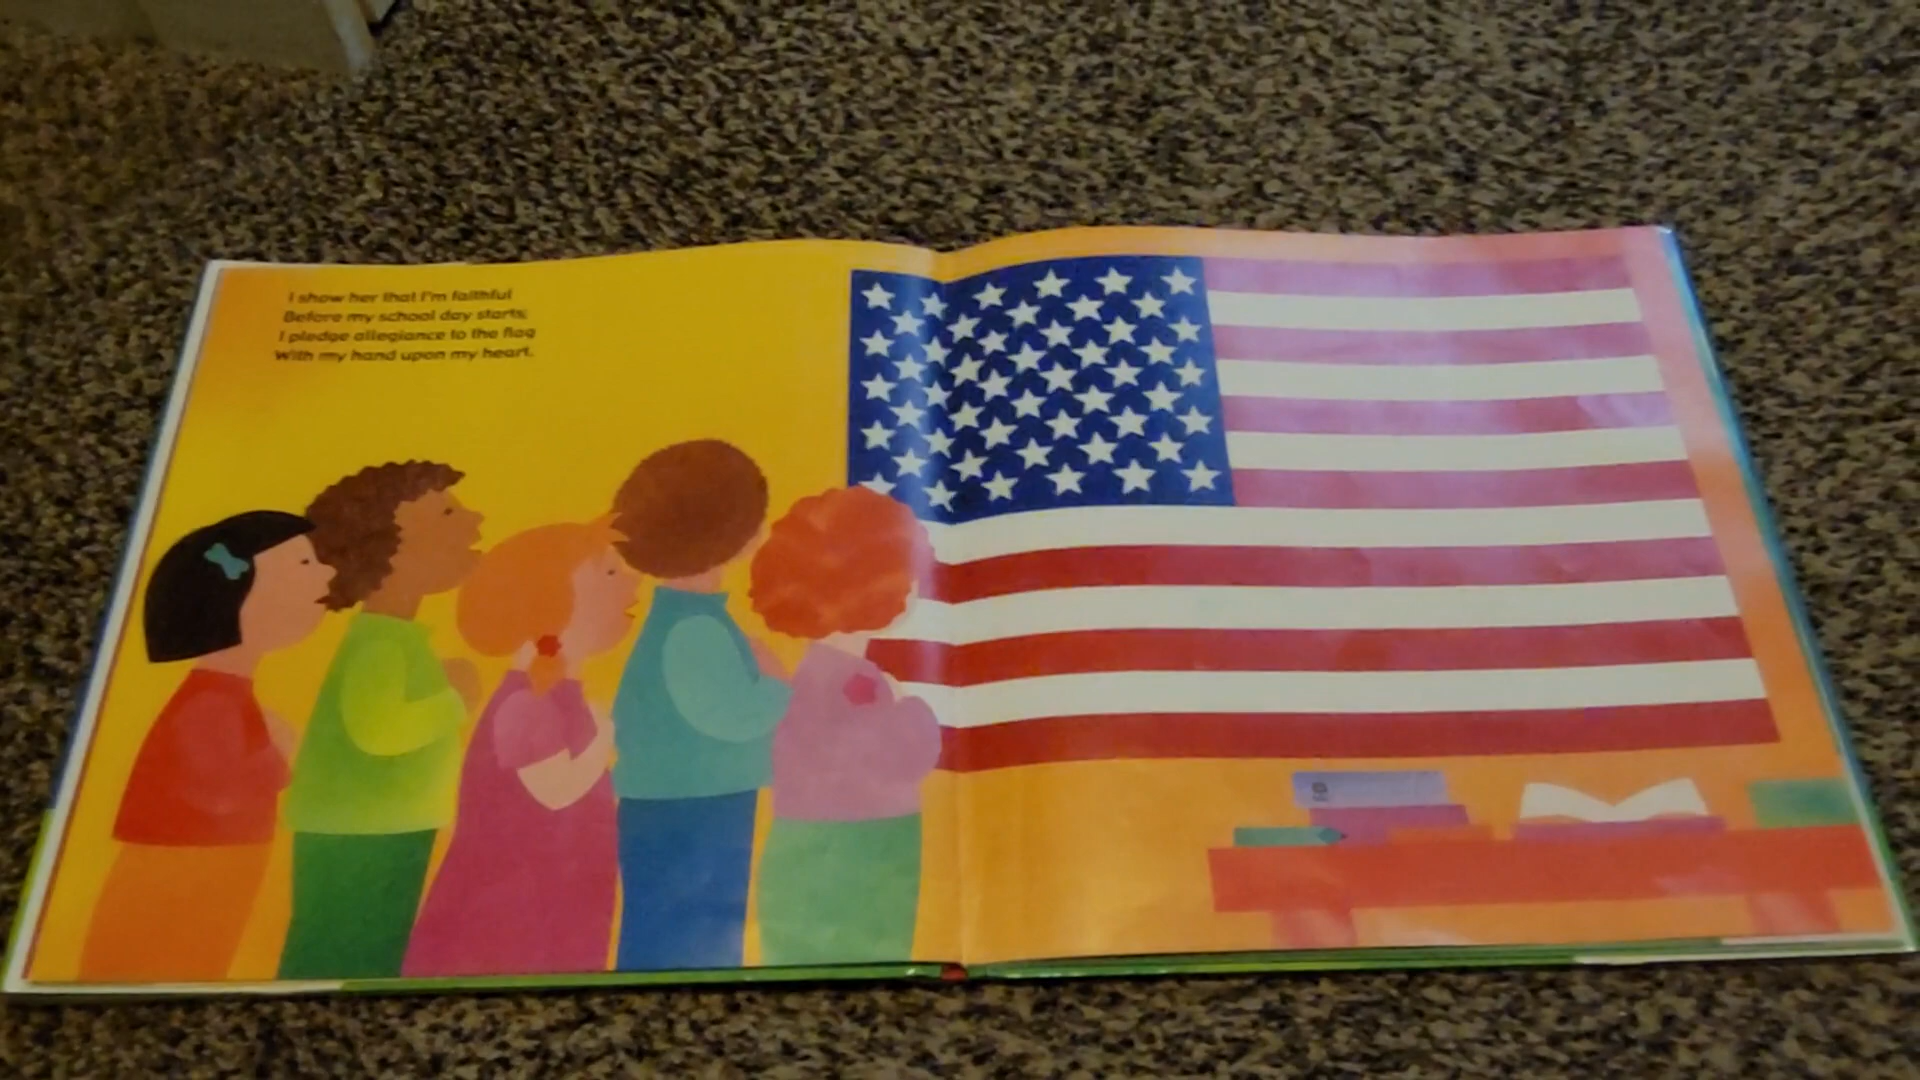 I show her that I'm faithful
Before my school day starts;
I pledge allegiance to the flag
With my hand upon my heart.